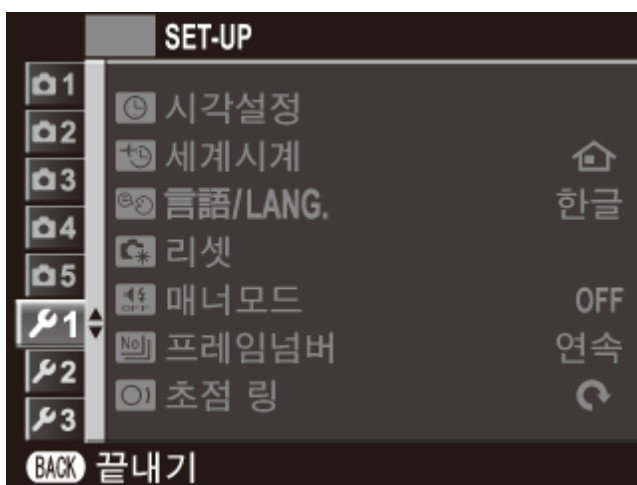 SET-UP
1
2
3
4
5
1
2
3
시각설정
세계시계
言語/LANG. 한글
리셋
매너모드 OFF
프레임넘버 연속
초점 링
BACK 끝내기